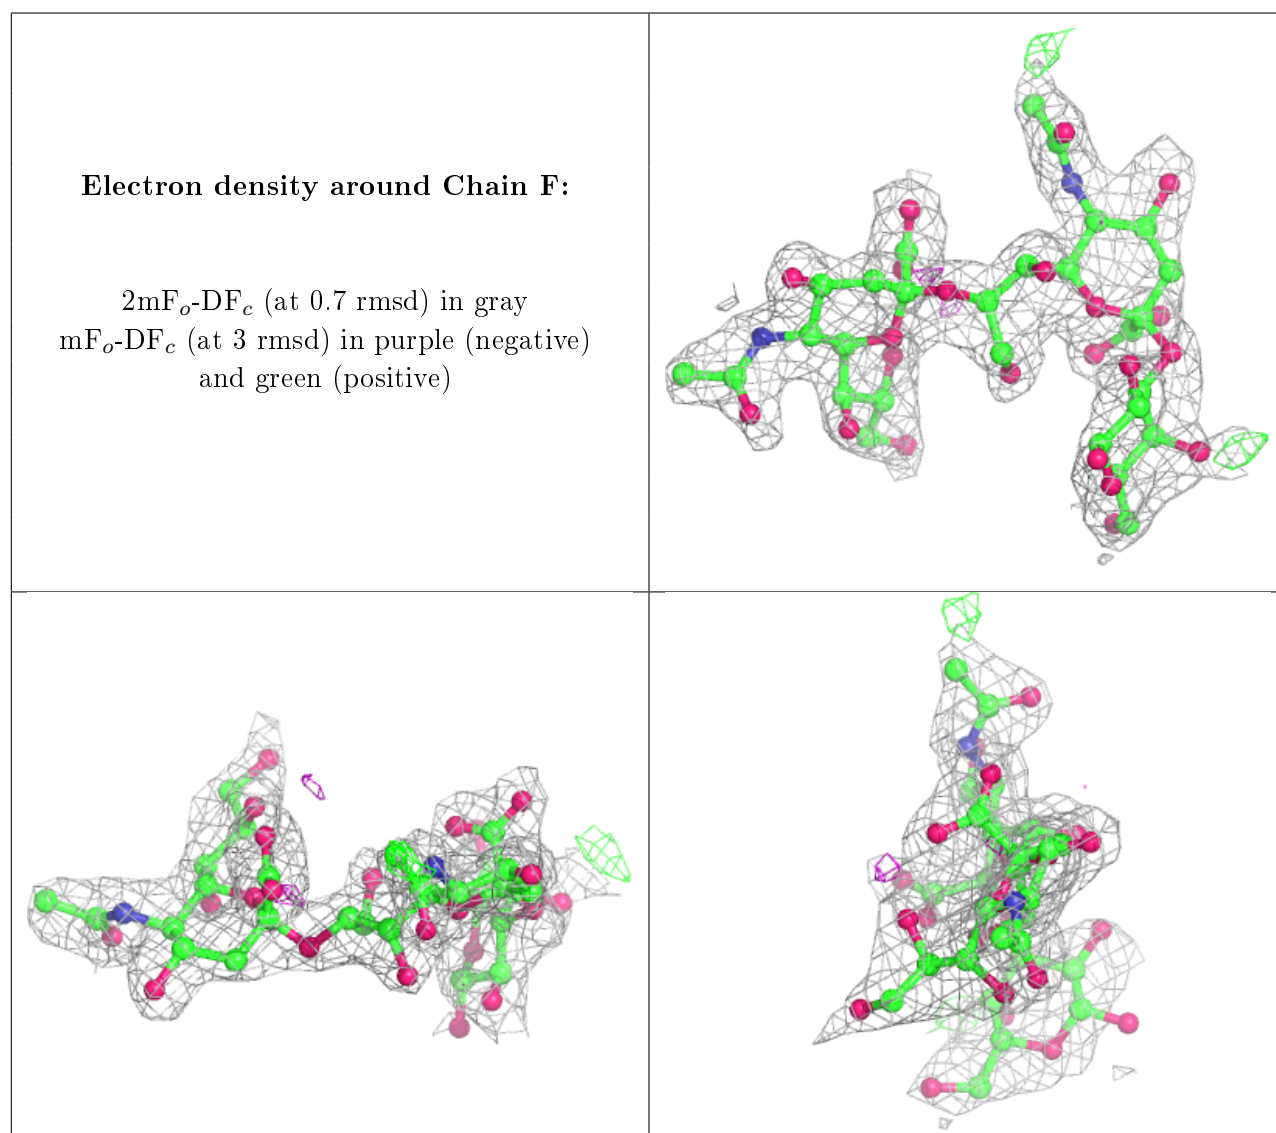 Electron density around Chain F:
2mFₒ-DF𝒸 (at 0.7 rmsd) in gray
mFₒ-DF𝒸 (at 3 rmsd) in purple (negative)
and green (positive)